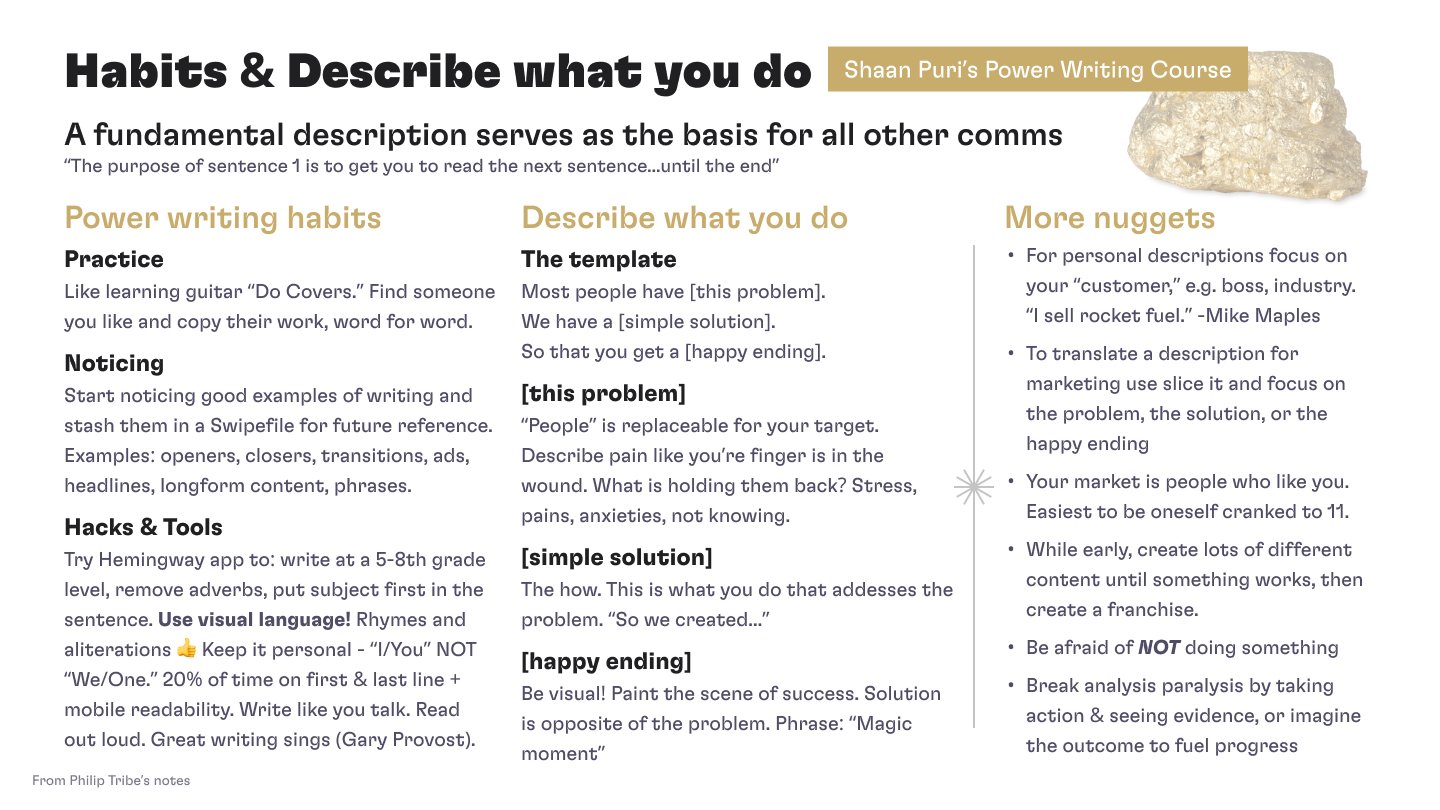 Habits & Describe what you do
Shaan Puri's Power Writing Course
A fundamental description serves as the basis for all other comms
“The purpose of sentence 1 is to get you to read the next sentence...until the end”
Power writing habits
Practice
Like learning guitar “Do Covers.” Find someone
you like and copy their work, word for word.
Noticing
Start noticing good examples of writing and
stash them in a Swipefile for future reference.
Examples: openers, closers, transitions, ads,
headlines, longform content, phrases.
Hacks & Tools
Try Hemingway app to: write at a 5-8th grade
level, remove adverbs, put subject first in the
sentence. Use visual language! Rhymes and
aliterations 👍 Keep it personal - “I/You” NOT
“We/One.” 20% of time on first & last line +
mobile readability. Write like you talk. Read
out loud. Great writing sings (Gary Provost).
Describe what you do
The template
Most people have [this problem].
We have a [simple solution].
So that you get a [happy ending].
[this problem]
“People” is replaceable for your target.
Describe pain like you're finger is in the
wound. What is holding them back? Stress,
pains, anxieties, not knowing.
[simple solution]
The how. This is what you do that addresses the
problem. “So we created...”
[happy ending]
Be visual! Paint the scene of success. Solution
is opposite of the problem. Phrase: “Magic
moment”
More nuggets
• For personal descriptions focus on
your “customer,” e.g. boss, industry.
“I sell rocket fuel.” -Mike Maples
• To translate a description for
marketing use slice it and focus on
the problem, the solution, or the
happy ending
• Your market is people who like you.
Easiest to be oneself cranked to 11.
• While early, create lots of different
content until something works, then
create a franchise.
• Be afraid of NOT doing something
• Break analysis paralysis by taking
action & seeing evidence, or imagine
the outcome to fuel progress
From Philip Tribe's notes